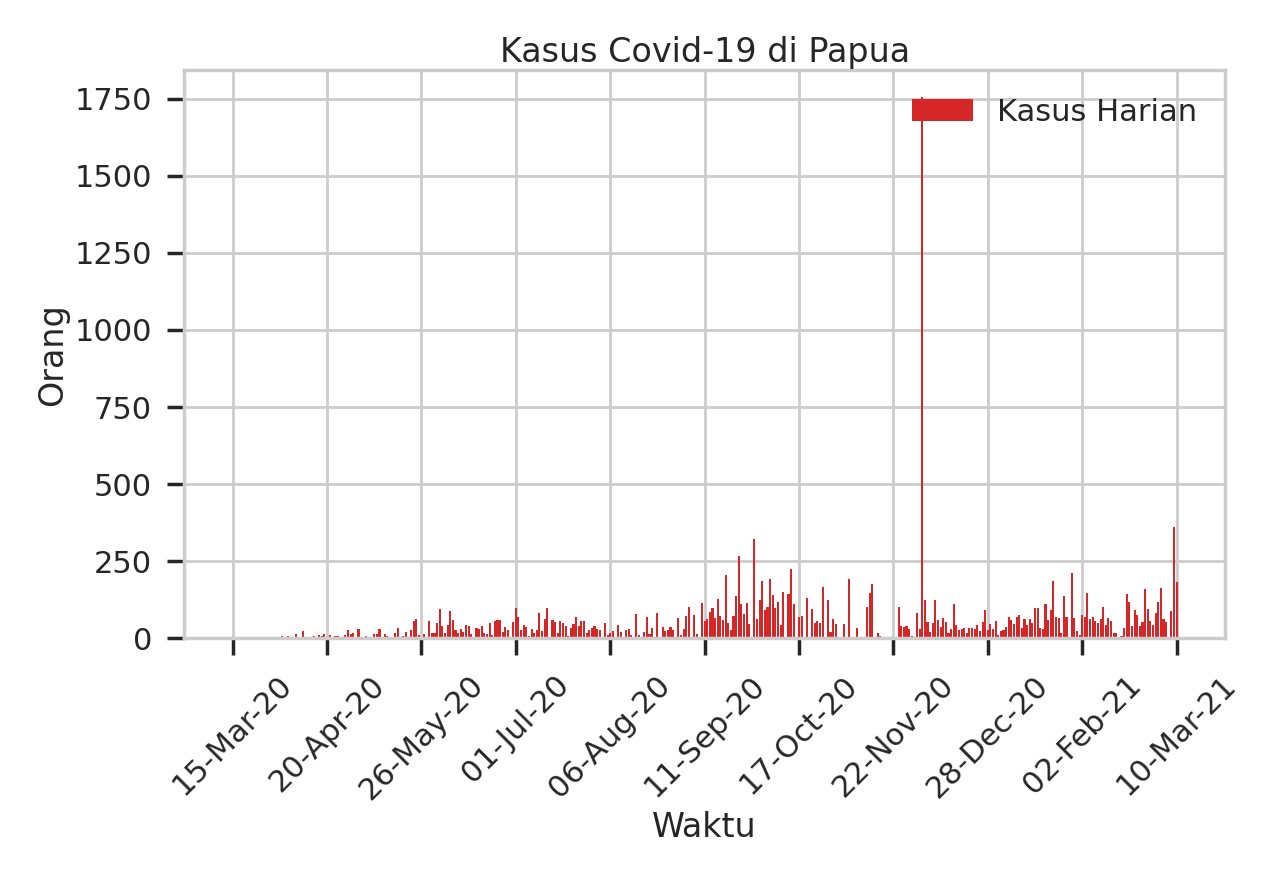 Kasus Covid-19 di Papua
Kasus Harian
Orang
1750
1500
1250
1000
750
500
250
0
15-Mar-20
20-Apr-20
26-May-20
01-Jul-20
06-Aug-20
11-Sep-20
17-Oct-20
22-Nov-20
28-Dec-20
02-Feb-21
10-Mar-21
Waktu